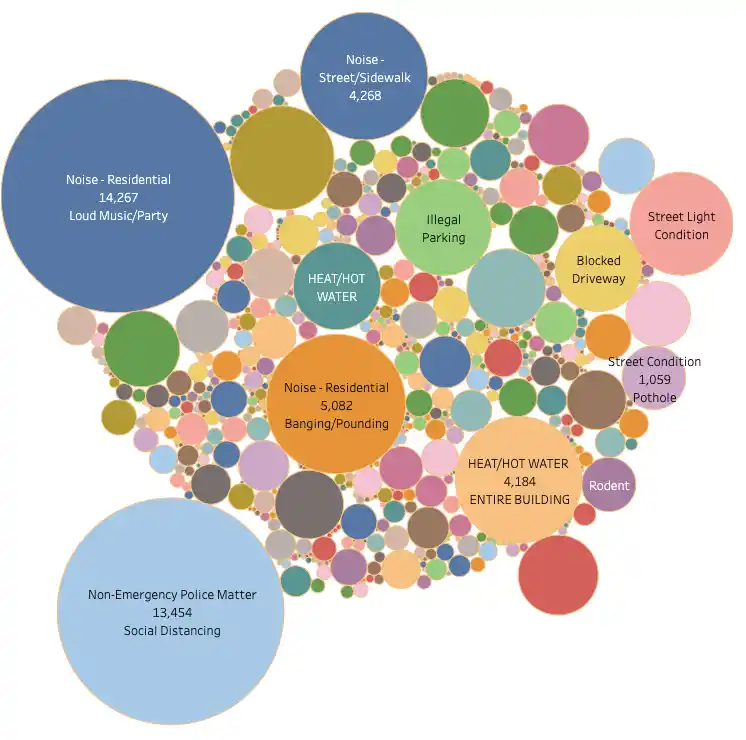 Noise -
Street/Sidewalk
4,268
Noise - Residential
14,267
Loud Music/Party
Illegal
Parking
Street Light
Condition
Blocked
Driveway
HEAT/HOT
WATER
Street Condition
1,059
Pothole
Noise - Residential
5,082
Banging/Pounding
HEAT/HOT WATER
4,184
ENTIRE BUILDING
Rodent
Non-Emergency Police Matter
13,454
Social Distancing